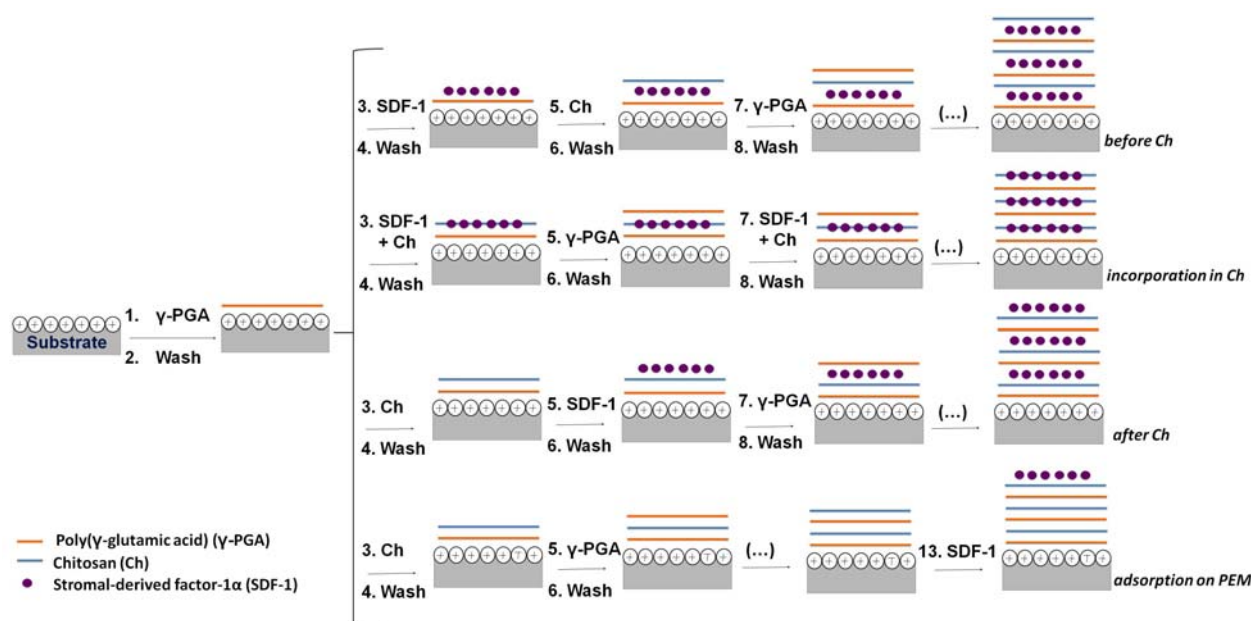 3. SDF-1
4. Wash
5. Ch
6. Wash
7. γ-PGA
8. Wash
(...)
before Ch
3. SDF-1
+ Ch
4. Wash
5. γ-PGA
6. Wash
7. SDF-1
+ Ch
8. Wash
(...)
incorporation in Ch
Substrate
1. γ-PGA
2. Wash
3. Ch
4. Wash
5. SDF-1
6. Wash
7. γ-PGA
8. Wash
(...)
after Ch
3. Ch
4. Wash
5. γ-PGA
6. Wash
(...)
13. SDF-1
adsorption on PEM
Poly(γ-glutamic acid) (γ-PGA)
Chitosan (Ch)
Stromal-derived factor-1α (SDF-1)